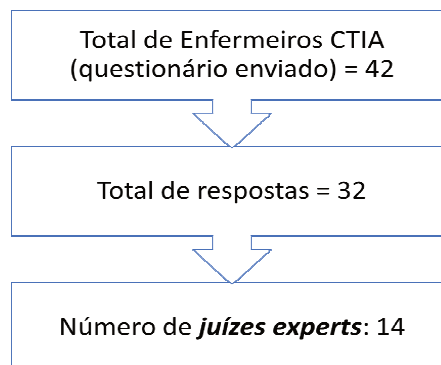 Total de Enfermeiros CTIA
(questionário enviado) = 42
Total de respostas = 32
Número de juízes experts: 14